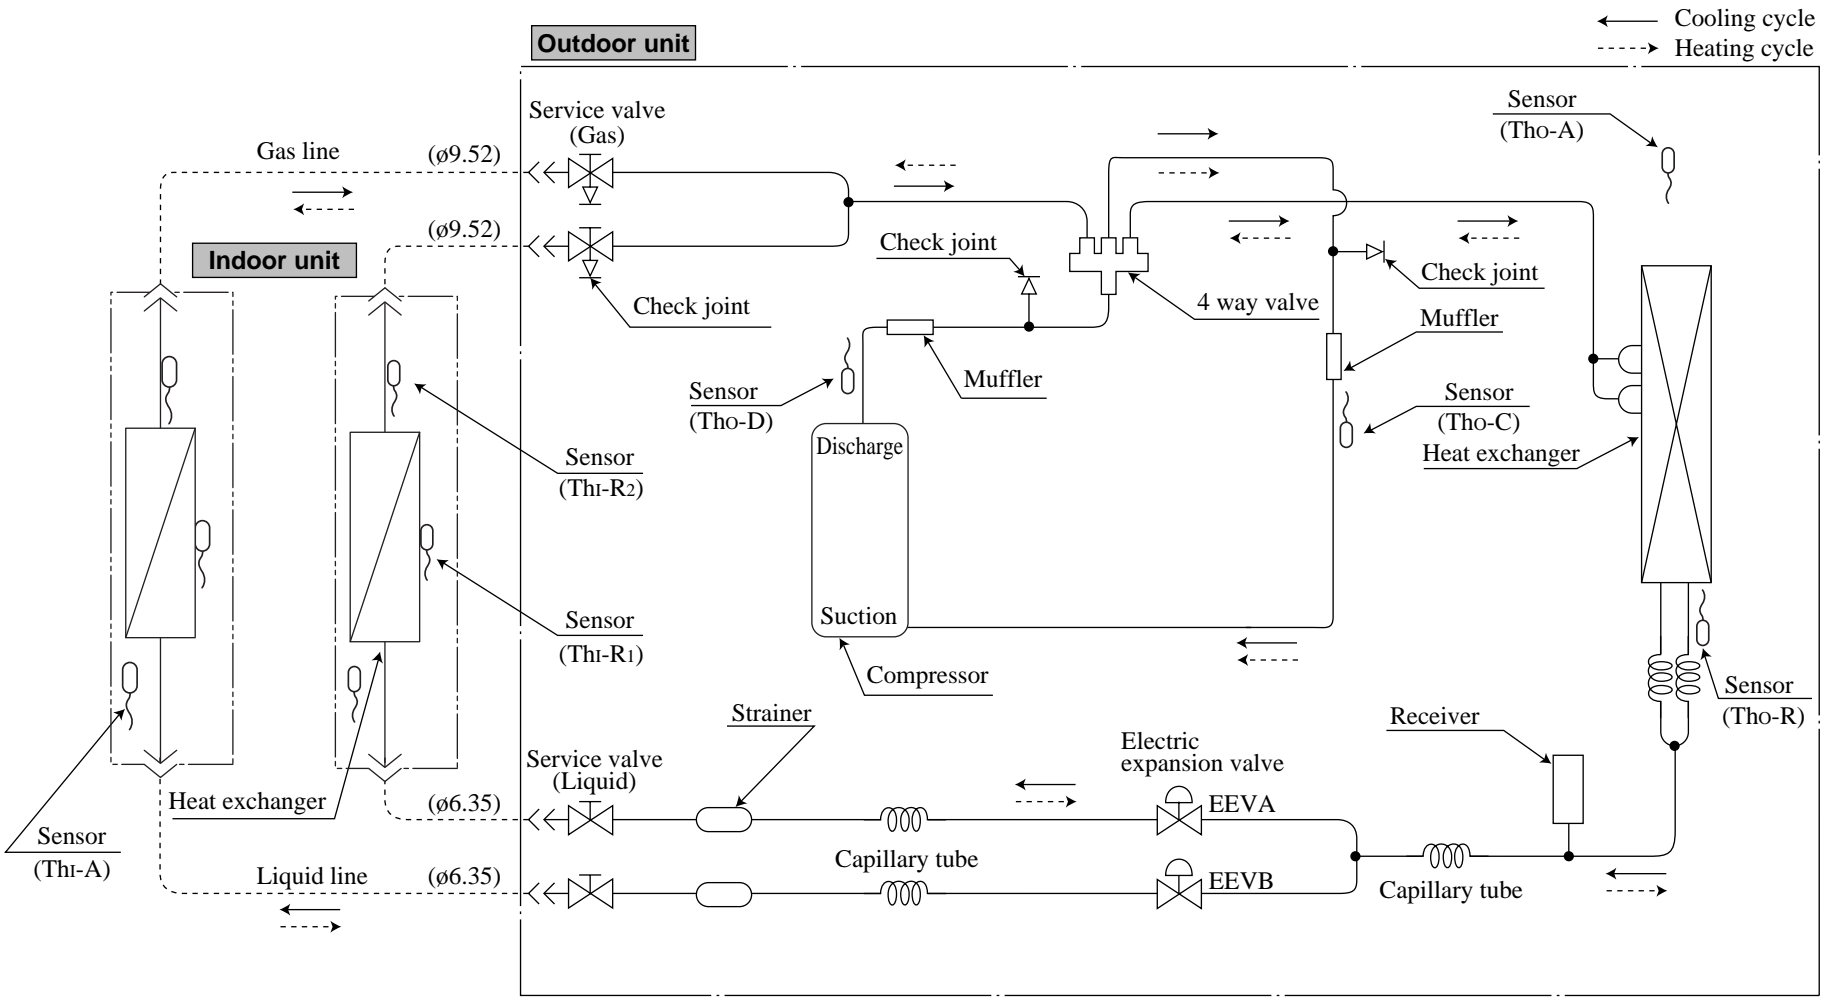 Cooling cycle
Heating cycle
Outdoor unit
Service valve
(Gas)
Sensor
(Tho-A)
Gas line
(ø9.52)
(ø9.52)
Indoor unit
Check joint
Check joint
Check joint
4 way valve
Muffler
Muffler
Sensor
(Tho-D)
Sensor
(Tho-C)
Heat exchanger
Discharge
Suction
Compressor
Sensor
(ThI-R2)
Sensor
(ThI-R1)
Sensor
(Tho-R)
Receiver
Strainer
Electric
expansion valve
Service valve
(Liquid)
Heat exchanger
(ø6.35)
EEVA
Sensor
(ThI-A)
Capillary tube
Liquid line
(ø6.35)
EEVB
Capillary tube